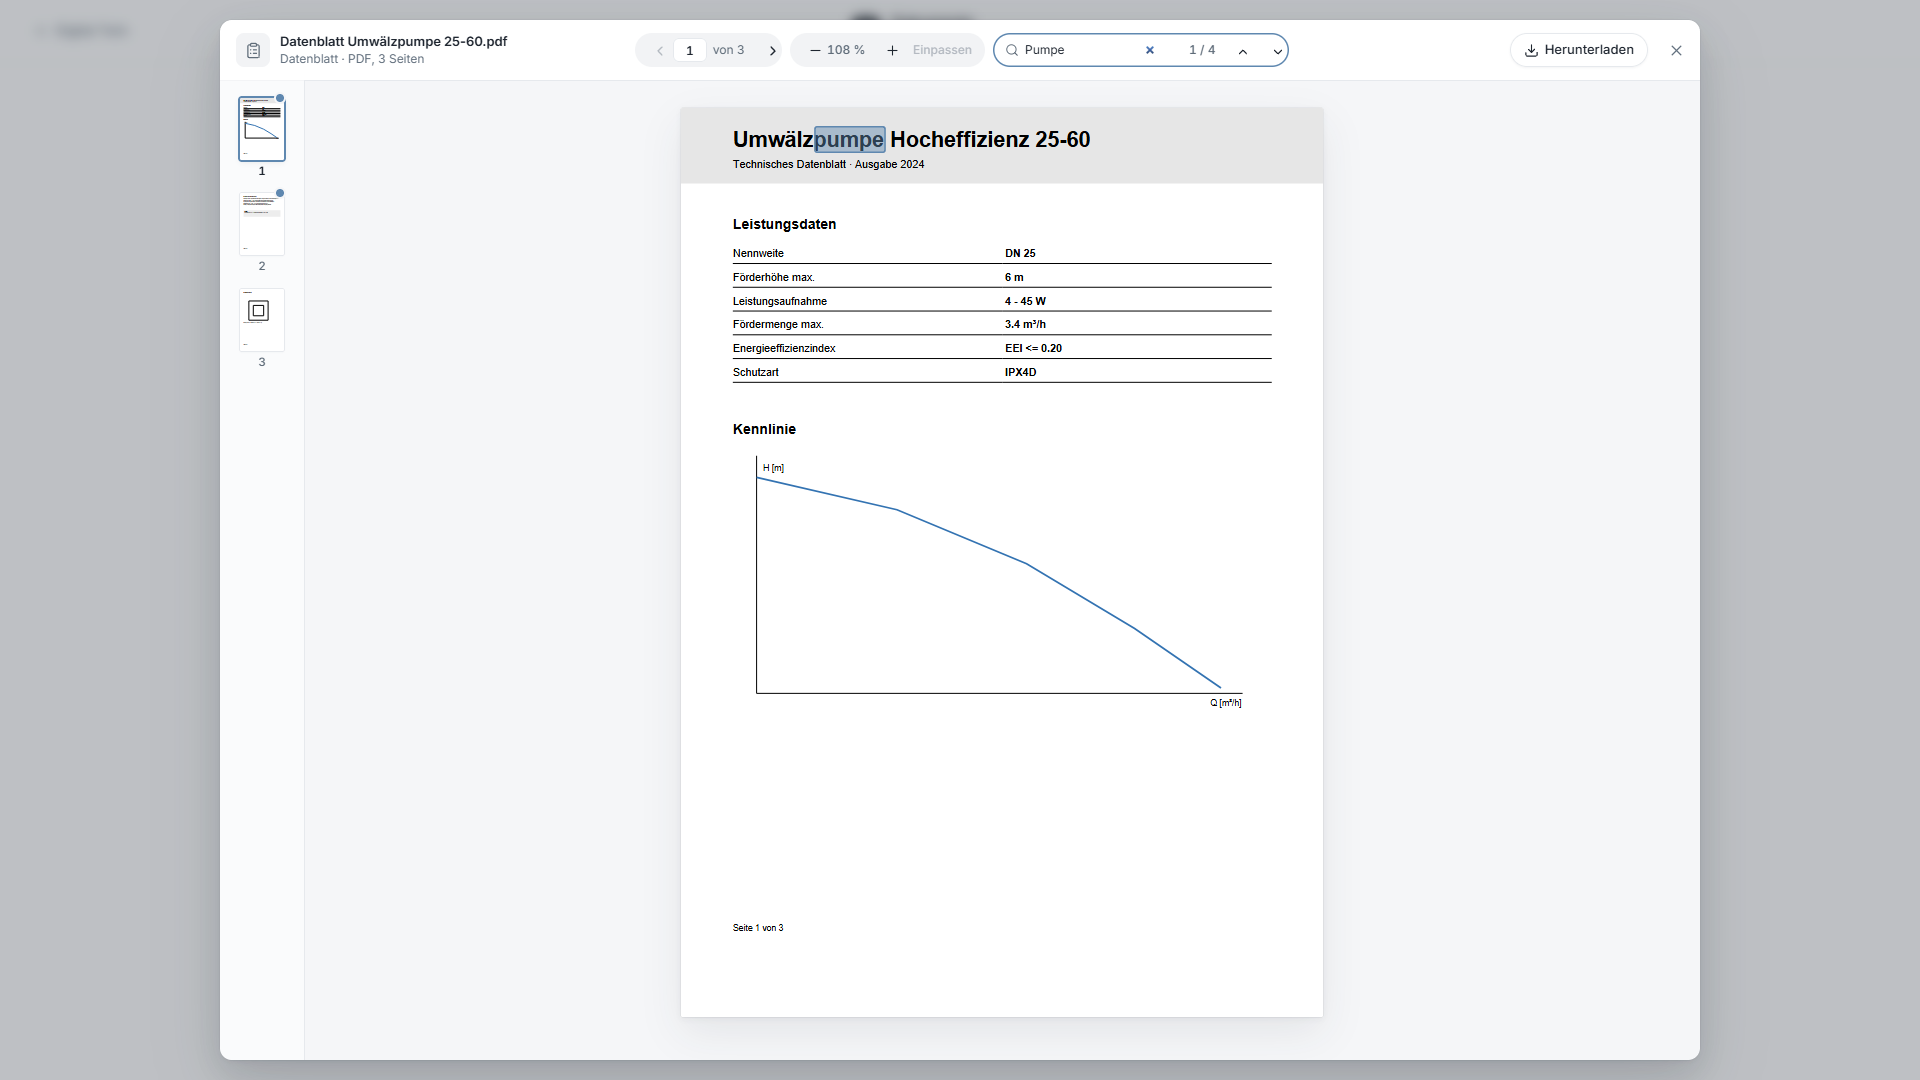 Datenblatt Umwälzpumpe 25-60.pdf
Datenblatt · PDF, 3 Seiten
1 von 3
108 %
Einpassen
Pumpe
1 / 4
Herunterladen
1
2
3
Umwälzpumpe Hocheffizienz 25-60
Technisches Datenblatt · Ausgabe 2024
Leistungsdaten
Nennweite DN 25
Förderhöhe max. 6 m
Leistungsaufnahme 4 - 45 W
Fördermenge max. 3.4 m³/h
Energieeffizienzindex EEI <= 0.20
Schutzart IPX4D
Kennlinie
H [m]
Q [m³/h]
Seite 1 von 3